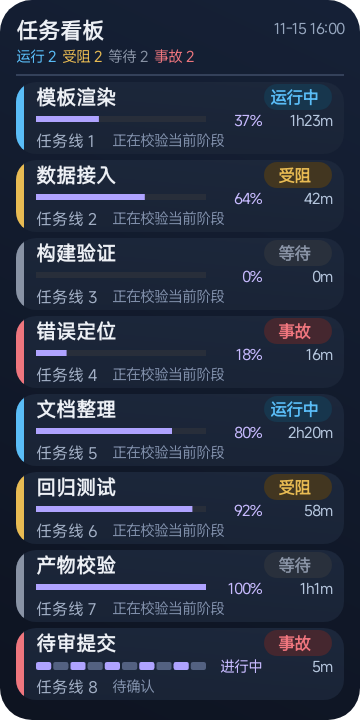 任务看板 11-15 16:00
运行 2 受阻 2 等待 2 事故 2
模板渲染 运行中
37% 1h23m
任务线 1 正在校验当前阶段
数据接入 受阻
64% 42m
任务线 2 正在校验当前阶段
构建验证 等待
0% 0m
任务线 3 正在校验当前阶段
错误定位 事故
18% 16m
任务线 4 正在校验当前阶段
文档整理 运行中
80% 2h20m
任务线 5 正在校验当前阶段
回归测试 受阻
92% 58m
任务线 6 正在校验当前阶段
产物校验 等待
100% 1h1m
任务线 7 正在校验当前阶段
待审提交 事故
进行中 5m
任务线 8 待确认